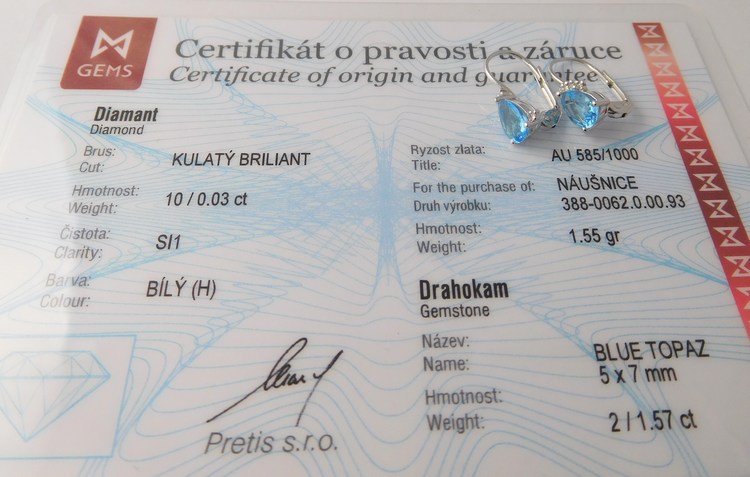 GEMS
Certifikát o pravosti a záruce
Certificate of origin and guarantee
Diamant
Diamond
Brus: KULATÝ BRILIANT
Cut:
Hmotnost: 10 / 0.03 ct
Weight:
Čistota: SI1
Clarity:
Barva: BÍLÝ (H)
Colour:
Pretis s.r.o.
Ryzost zlata: AU 585/1000
Title:
For the purchase of: NÁUŠNICE
Druh výrobku: 388-0062.0.00.93
Hmotnost: 1.55 gr
Weight:
Drahokam
Gemstone
Název: BLUE TOPAZ
Name: 5 x 7 mm
Hmotnost:
Weight: 2 / 1.57 ct